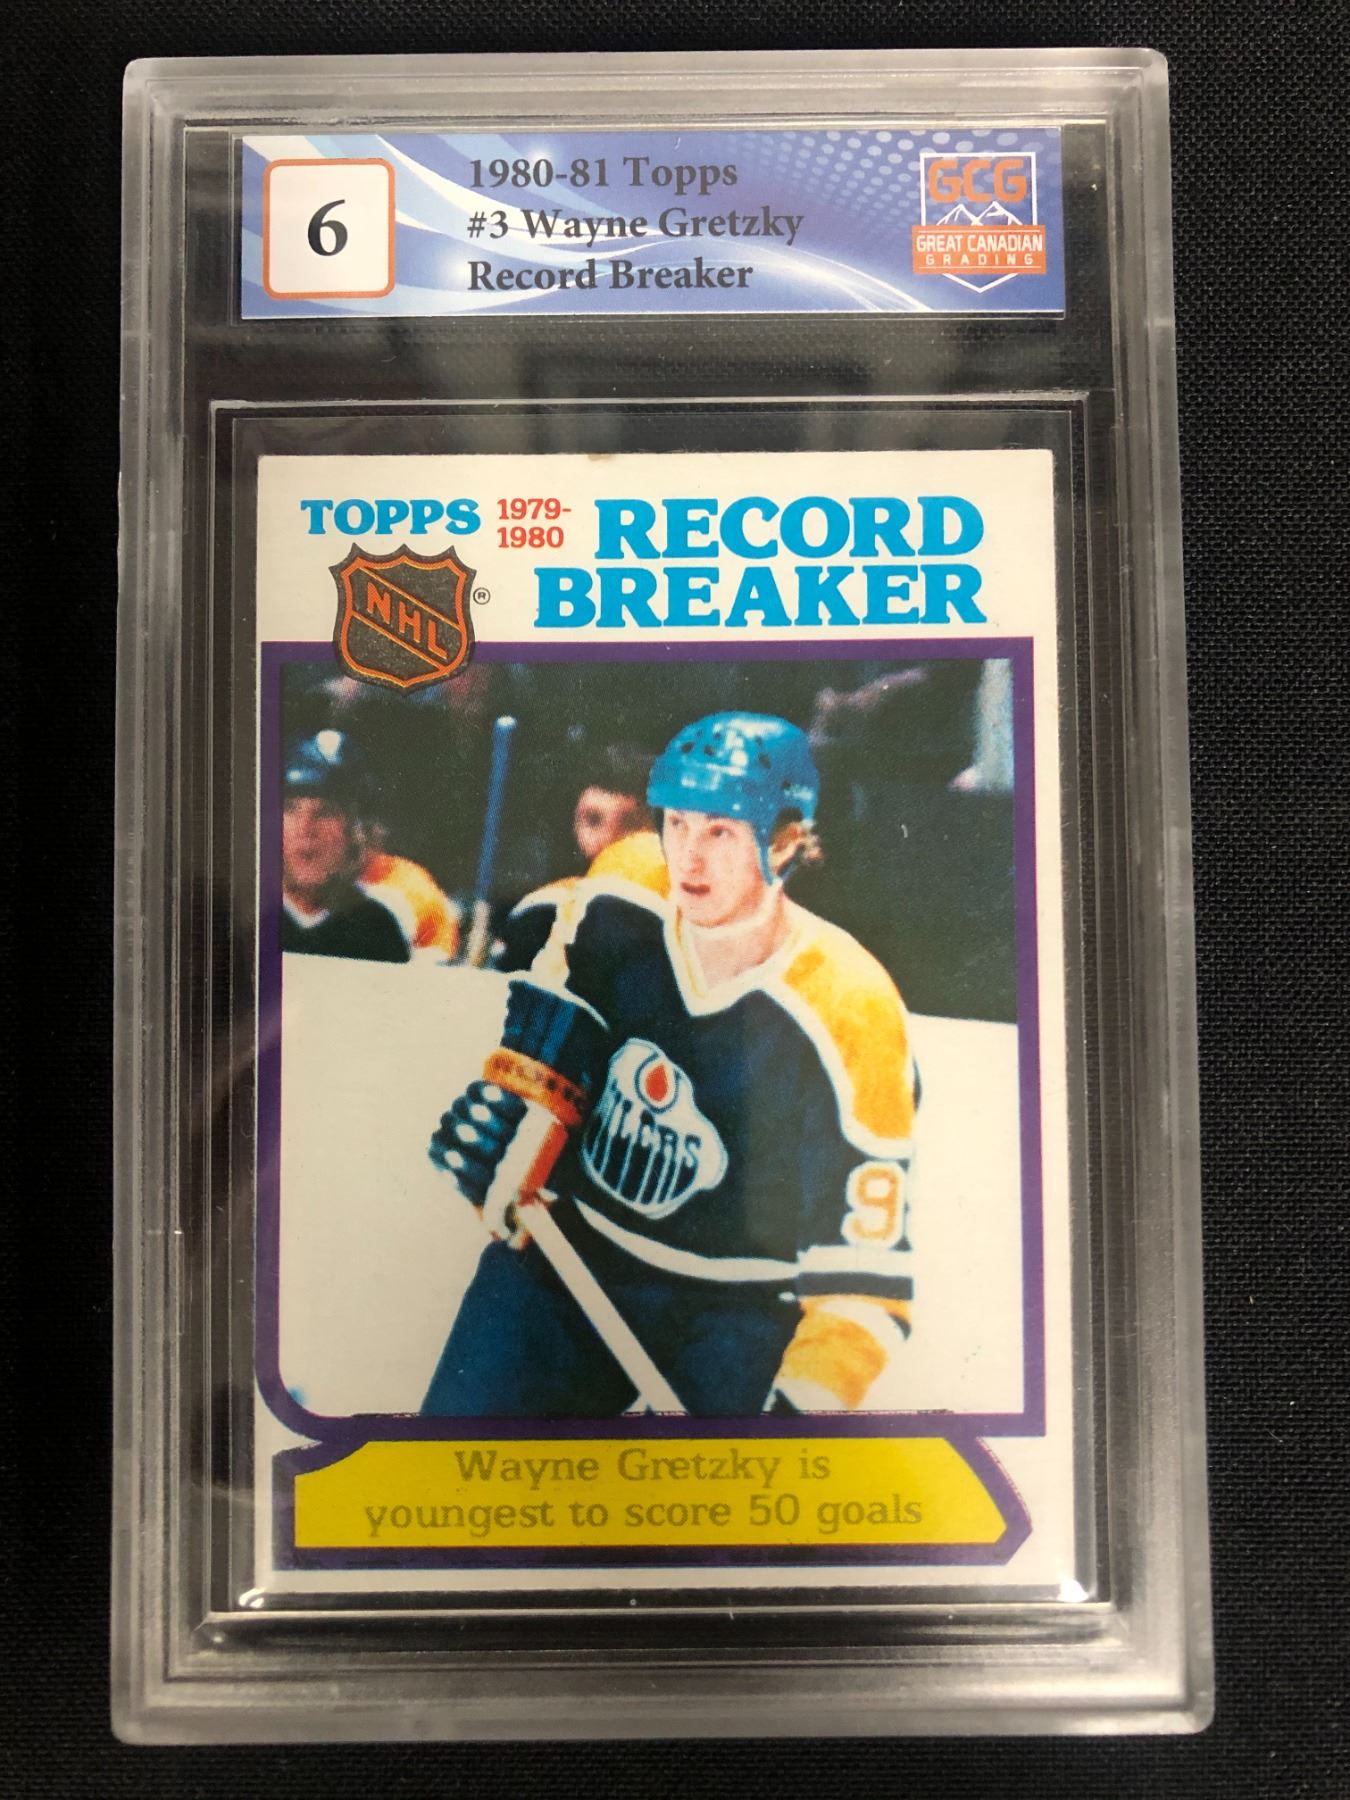 6
1980-81 Topps
#3 Wayne Gretzky
Record Breaker
GCG
GREAT CANADIAN
GRADING
TOPPS 1979-
1980
RECORD
BREAKER
NHL ®
OILERS
9
Wayne Gretzky is
youngest to score 50 goals